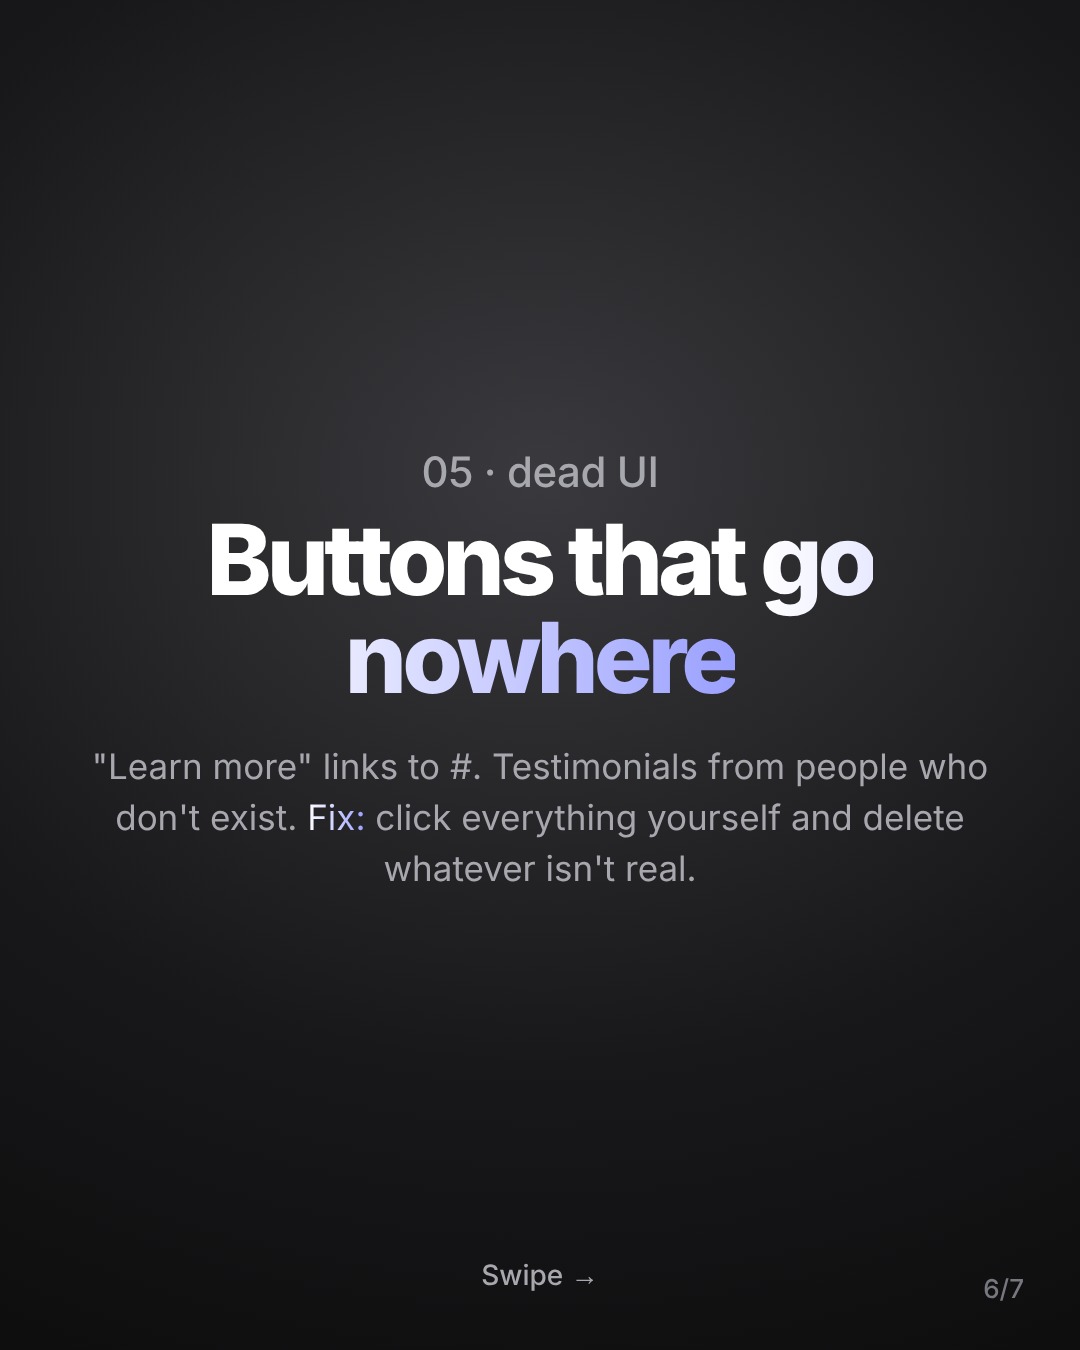 05 · dead UI
Buttons that go
nowhere
"Learn more" links to #. Testimonials from people who
don't exist. Fix: click everything yourself and delete
whatever isn't real.
Swipe →
6/7